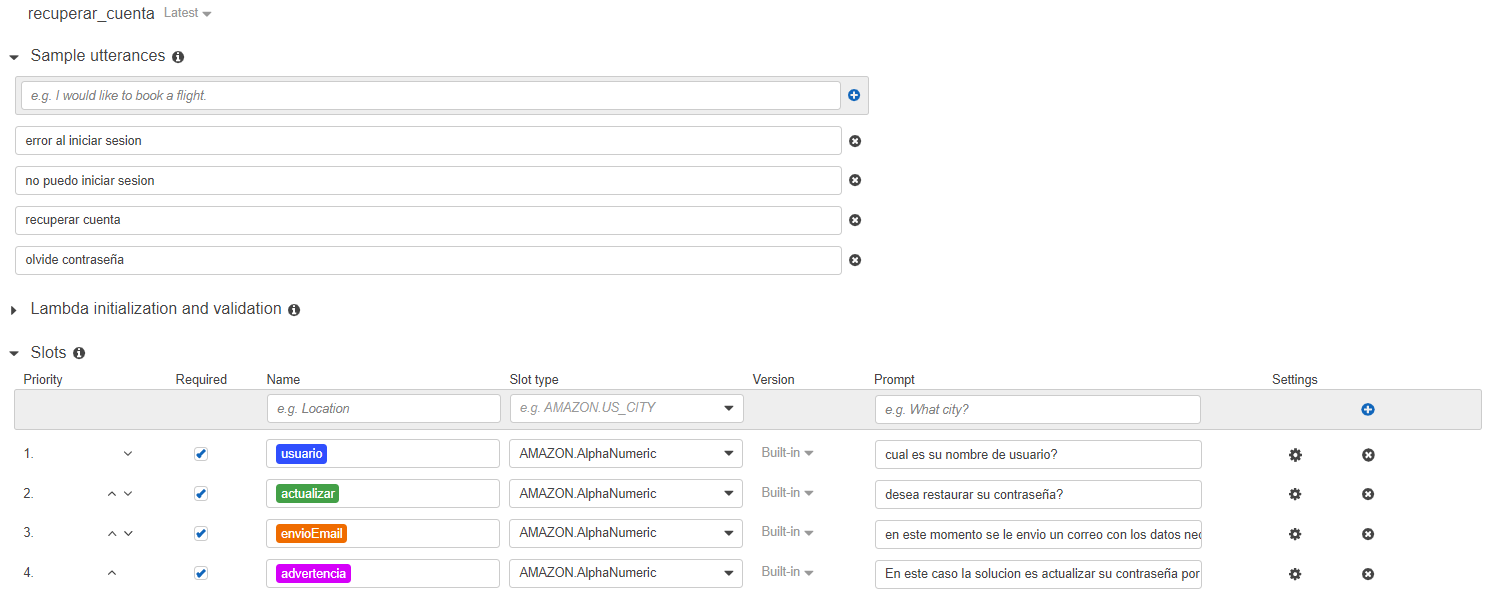 recuperar_cuenta Latest
Sample utterances
e.g. I would like to book a flight.
error al iniciar sesion
no puedo iniciar sesion
recuperar cuenta
olvide contraseña
Lambda initialization and validation
Slots
Priority Required Name Slot type Version Prompt Settings
e.g. Location e.g. AMAZON.US_CITY e.g. What city?
1. usuario AMAZON.AlphaNumeric Built-in cual es su nombre de usuario?
2. actualizar AMAZON.AlphaNumeric Built-in desea restaurar su contraseña?
3. envioEmail AMAZON.AlphaNumeric Built-in en este momento se le envio un correo con los datos nec
4. advertencia AMAZON.AlphaNumeric Built-in En este caso la solucion es actualizar su contraseña por